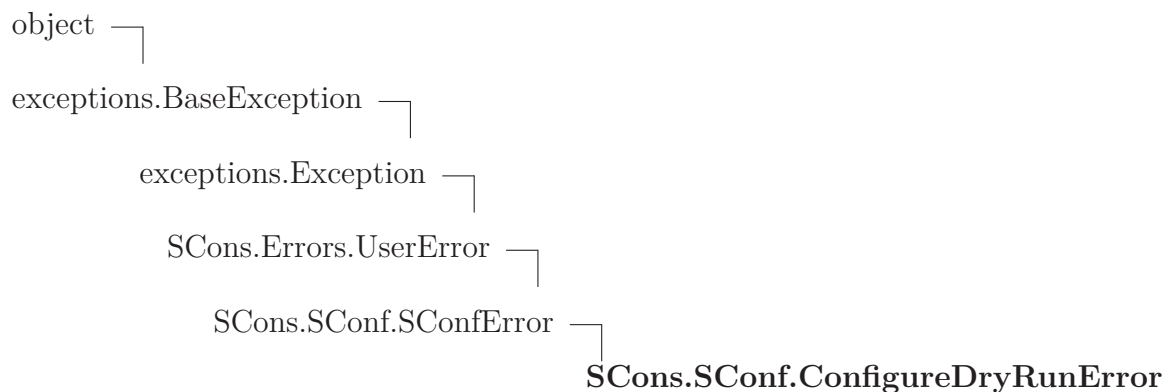 object
exceptions.BaseException
exceptions.Exception
SCons.Errors.UserError
SCons.SConf.SConfError
SCons.SConf.ConfigureDryRunError